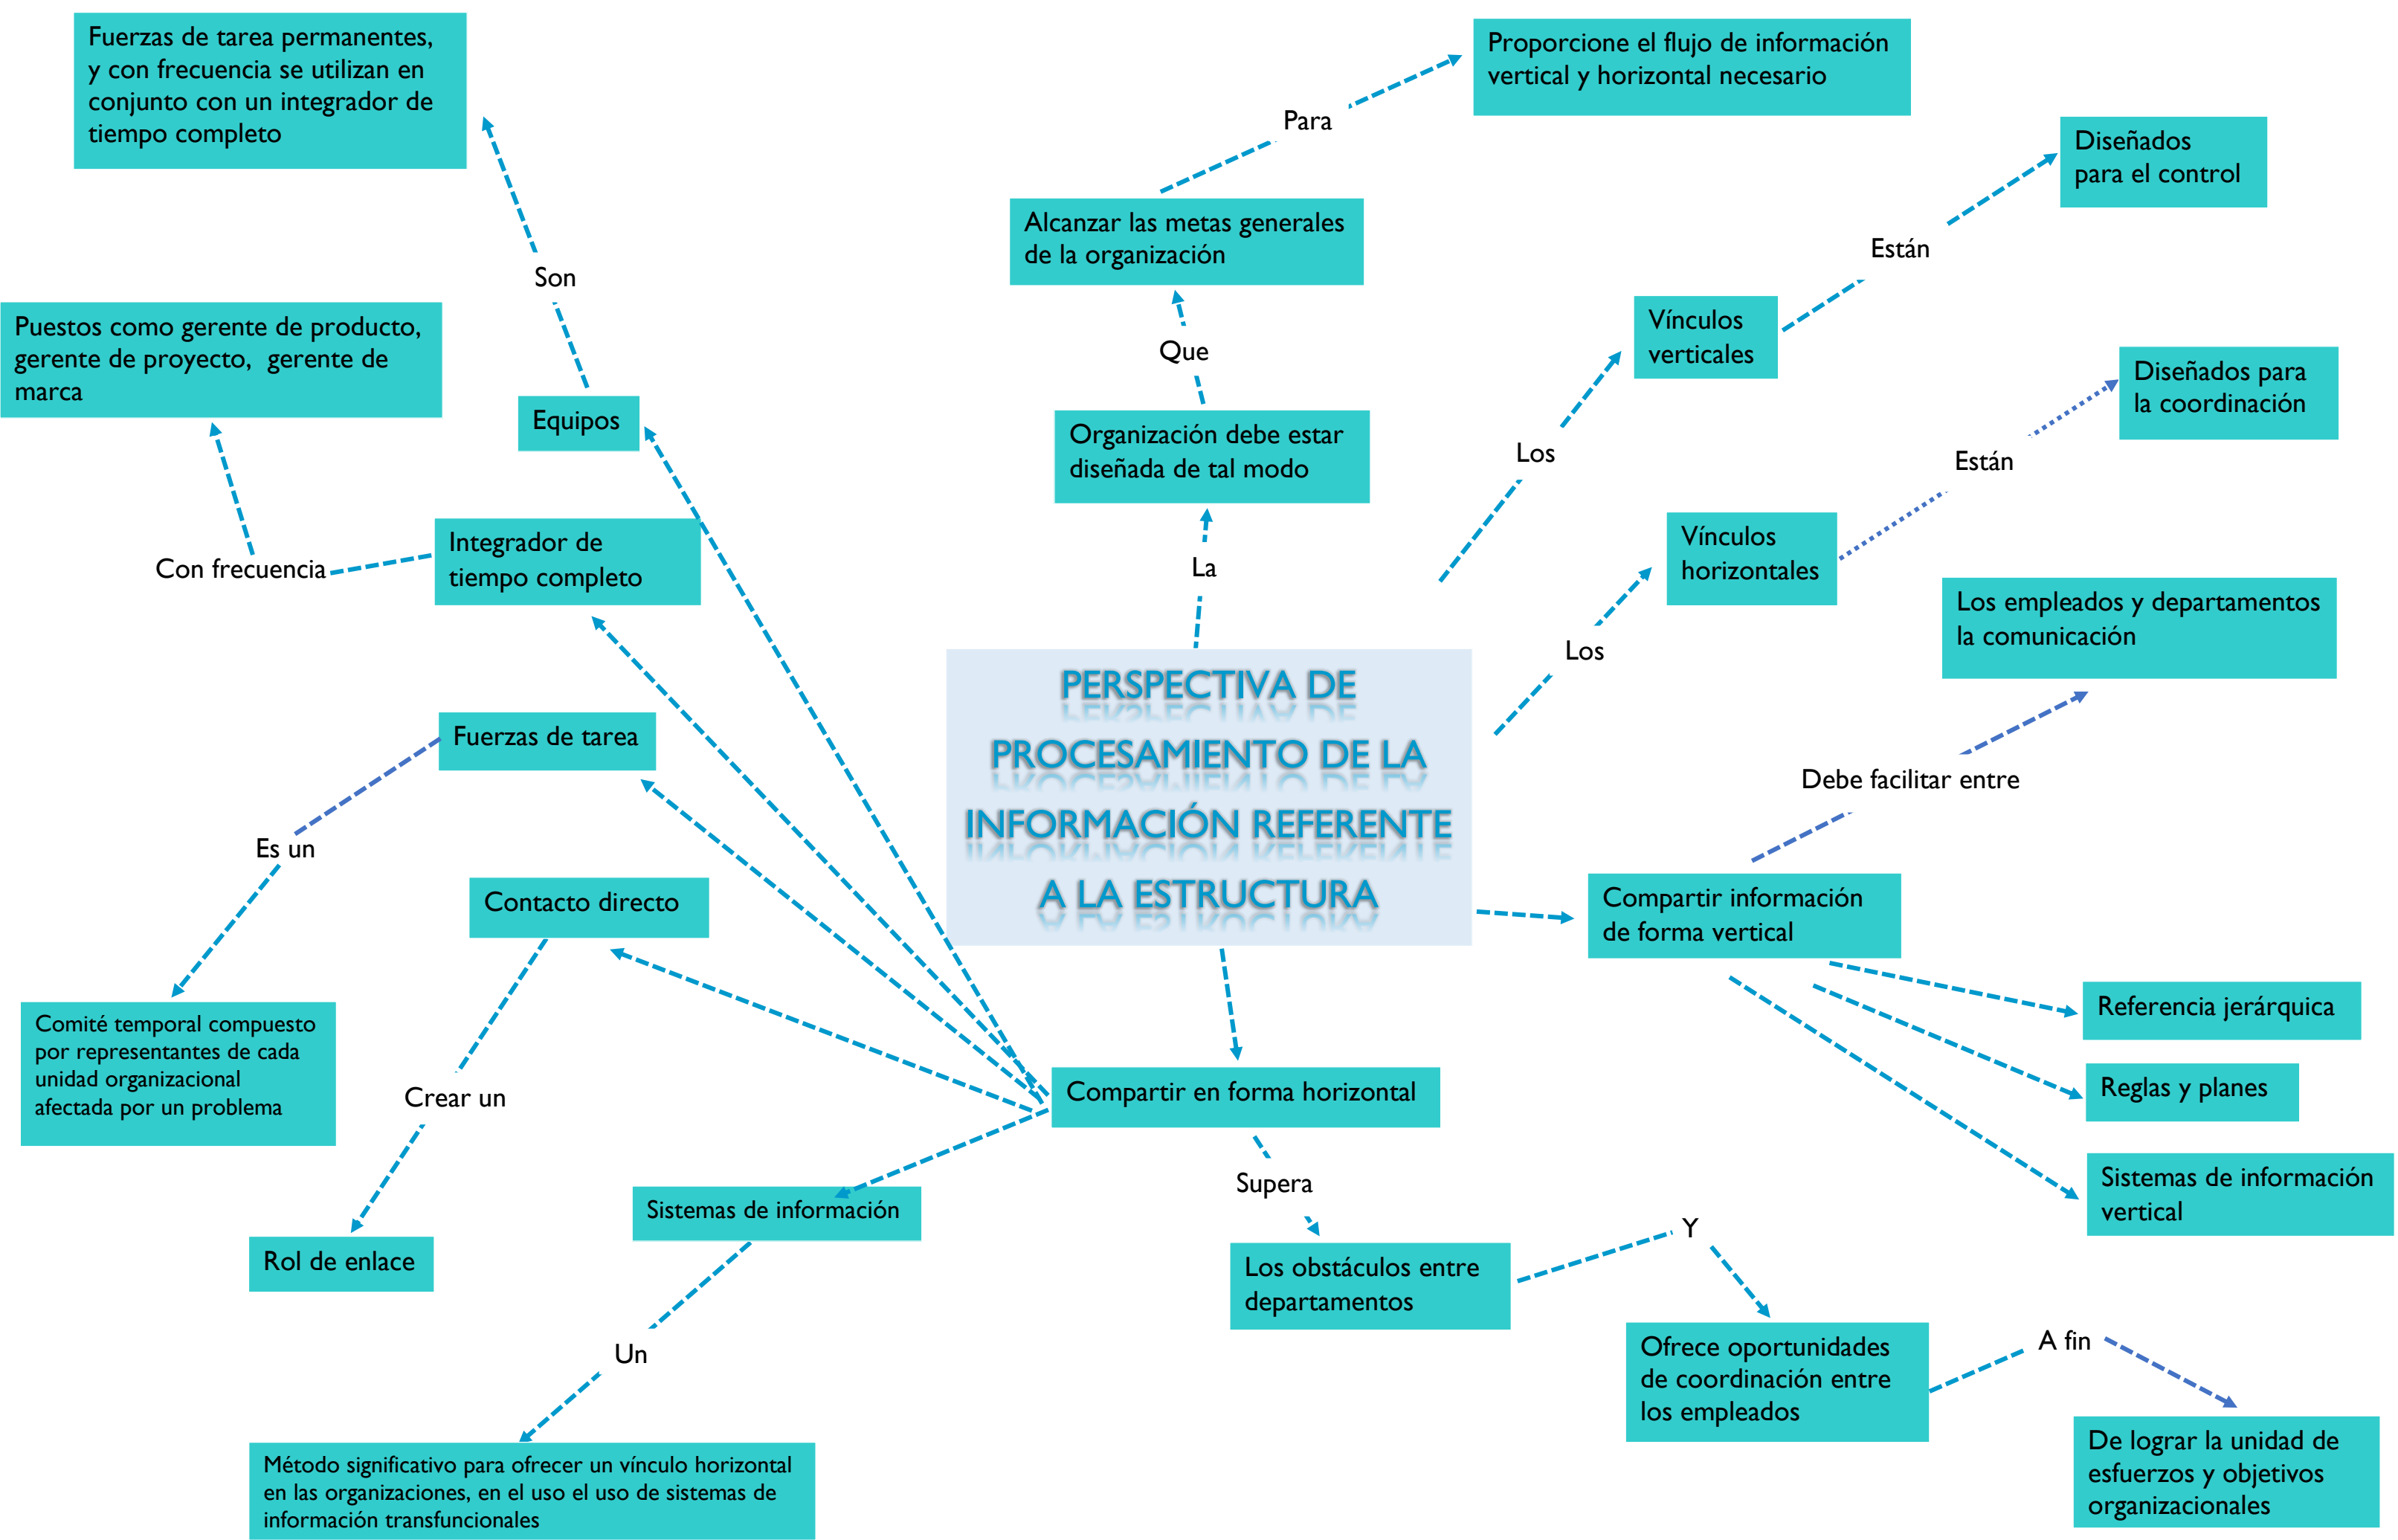 Fuerzas de tarea permanentes,
y con frecuencia se utilizan en
conjunto con un integrador de
tiempo completo
Proporcione el flujo de información
vertical y horizontal necesario
Para
Diseñados
para el control
Alcanzar las metas generales
de la organización
Están
Son
Puestos como gerente de producto,
gerente de proyecto, gerente de
marca
Vínculos
verticales
Que
Diseñados para
la coordinación
Equipos
Organización debe estar
diseñada de tal modo
Los
Están
Integrador de
tiempo completo
Con frecuencia
La
Vínculos
horizontales
Los empleados y departamentos
la comunicación
Los
PERSPECTIVA DE
PROCESAMIENTO DE LA
INFORMACIÓN REFERENTE
A LA ESTRUCTURA
Fuerzas de tarea
Debe facilitar entre
Es un
Contacto directo
Compartir información
de forma vertical
Comité temporal compuesto
por representantes de cada
unidad organizacional
afectada por un problema
Referencia jerárquica
Crear un
Compartir en forma horizontal
Reglas y planes
Supera
Sistemas de información
vertical
Sistemas de información
Y
Rol de enlace
Los obstáculos entre
departamentos
Un
Ofrece oportunidades
de coordinación entre
los empleados
A fin
De lograr la unidad de
esfuerzos y objetivos
organizacionales
Método significativo para ofrecer un vínculo horizontal
en las organizaciones, en el uso el uso de sistemas de
información transfuncionales